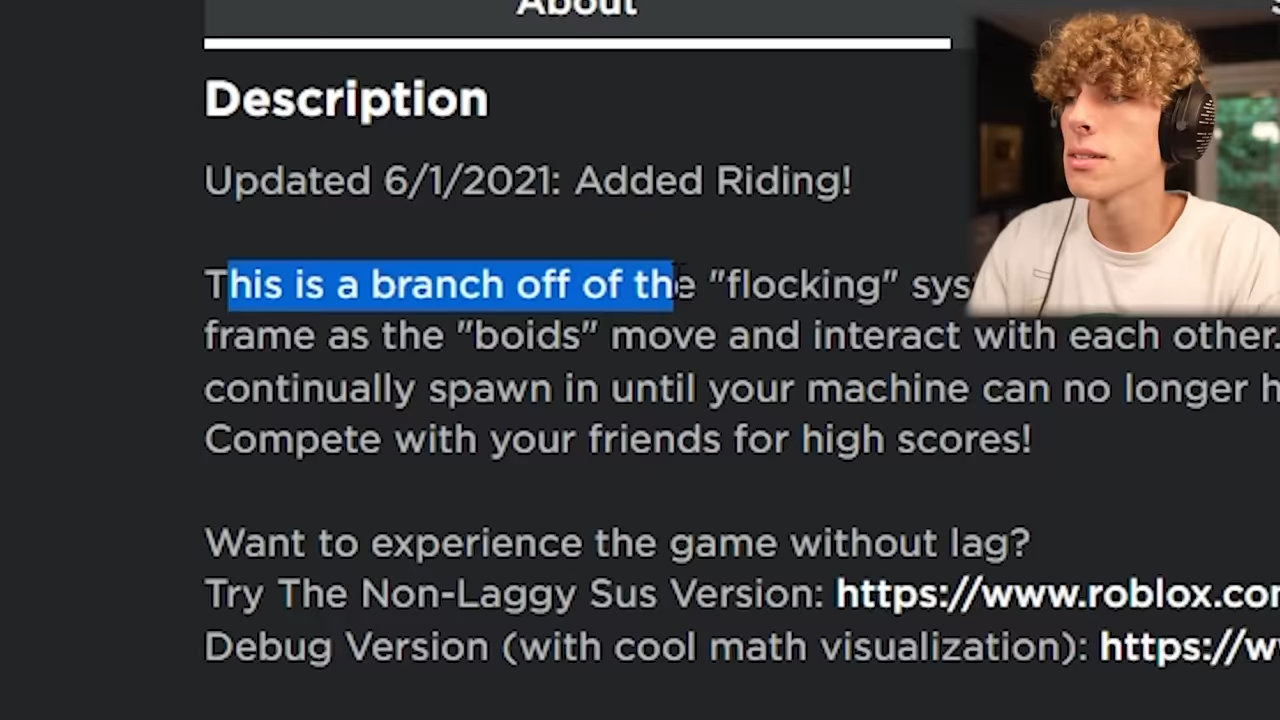 About
Description
Updated 6/1/2021: Added Riding!
This is a branch off of the "flocking" sys
frame as the "boids" move and interact with each other.
continually spawn in until your machine can no longer h
Compete with your friends for high scores!
Want to experience the game without lag?
Try The Non-Laggy Sus Version: https://www.roblox.com
Debug Version (with cool math visualization): https://w